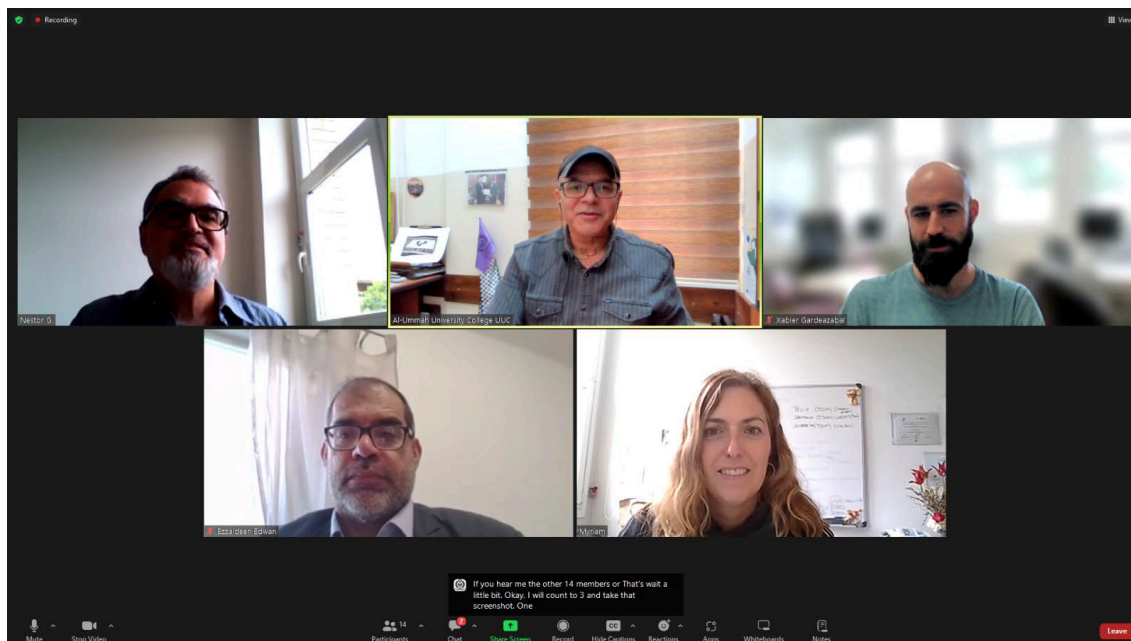 Recording
View
Nestor G.
Al-Ummah University College UUC
Xabier Gardeazabal
Ezzaldeen Edwan
Myriam
If you hear me the other 14 members or That's wait a
little bit. Okay, I will count to 3 and take that
screenshot. One
14
2
CC
Mute
Stop Video
Participants
Chat
Share Screen
Record
Hide Captions
Reactions
Apps
Whiteboards
Notes
Leave